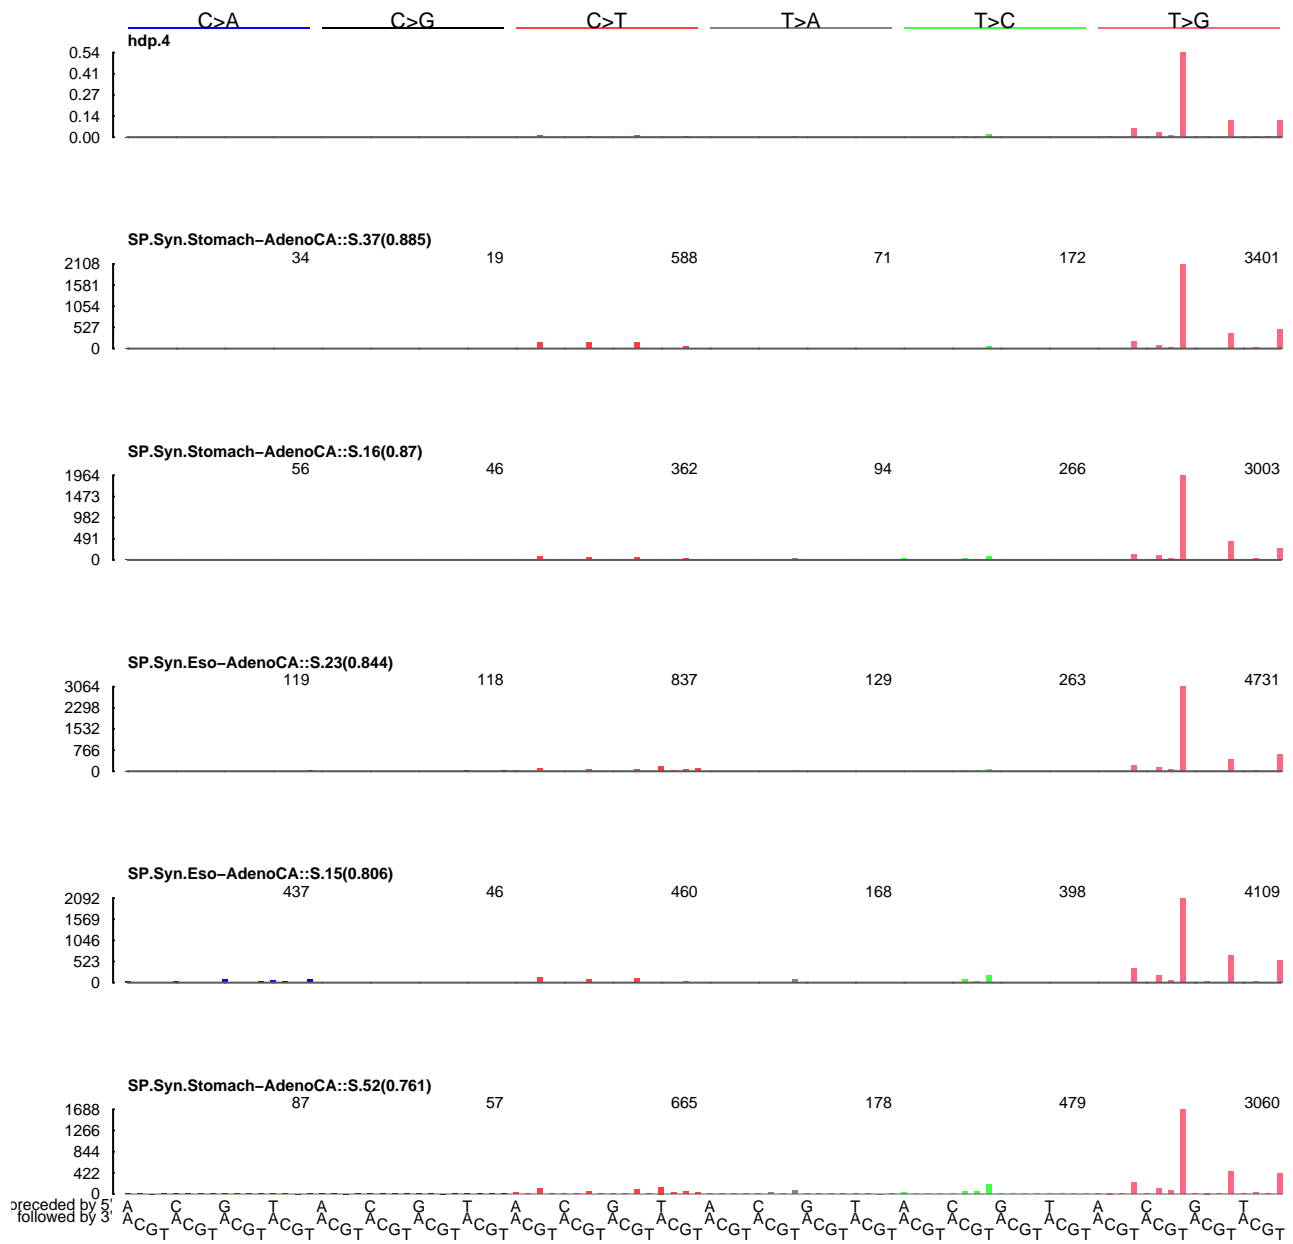 C>A C>G C>T T>A T>C T>G
hdp.4
0.54
0.41
0.27
0.14
0.00
SP.Syn.Stomach−AdenoCA::S.37(0.885)
34 19 588 71 172 3401
2108
1581
1054
527
0
SP.Syn.Stomach−AdenoCA::S.16(0.87)
56 46 362 94 266 3003
1964
1473
982
491
0
SP.Syn.Eso−AdenoCA::S.23(0.844)
119 118 837 129 263 4731
3064
2298
1532
766
0
SP.Syn.Eso−AdenoCA::S.15(0.806)
437 46 460 168 398 4109
2092
1569
1046
523
0
SP.Syn.Stomach−AdenoCA::S.52(0.761)
87 57 665 178 479 3060
1688
1266
844
422
0
preceded by 5' A C G T A C G T A C G T A C G T A C G T A C G T
followed by 3' A C G T A C G T A C G T A C G T A C G T A C G T A C G T A C G T A C G T A C G T A C G T A C G T A C G T A C G T A C G T A C G T A C G T A C G T A C G T A C G T A C G T A C G T A C G T A C G T